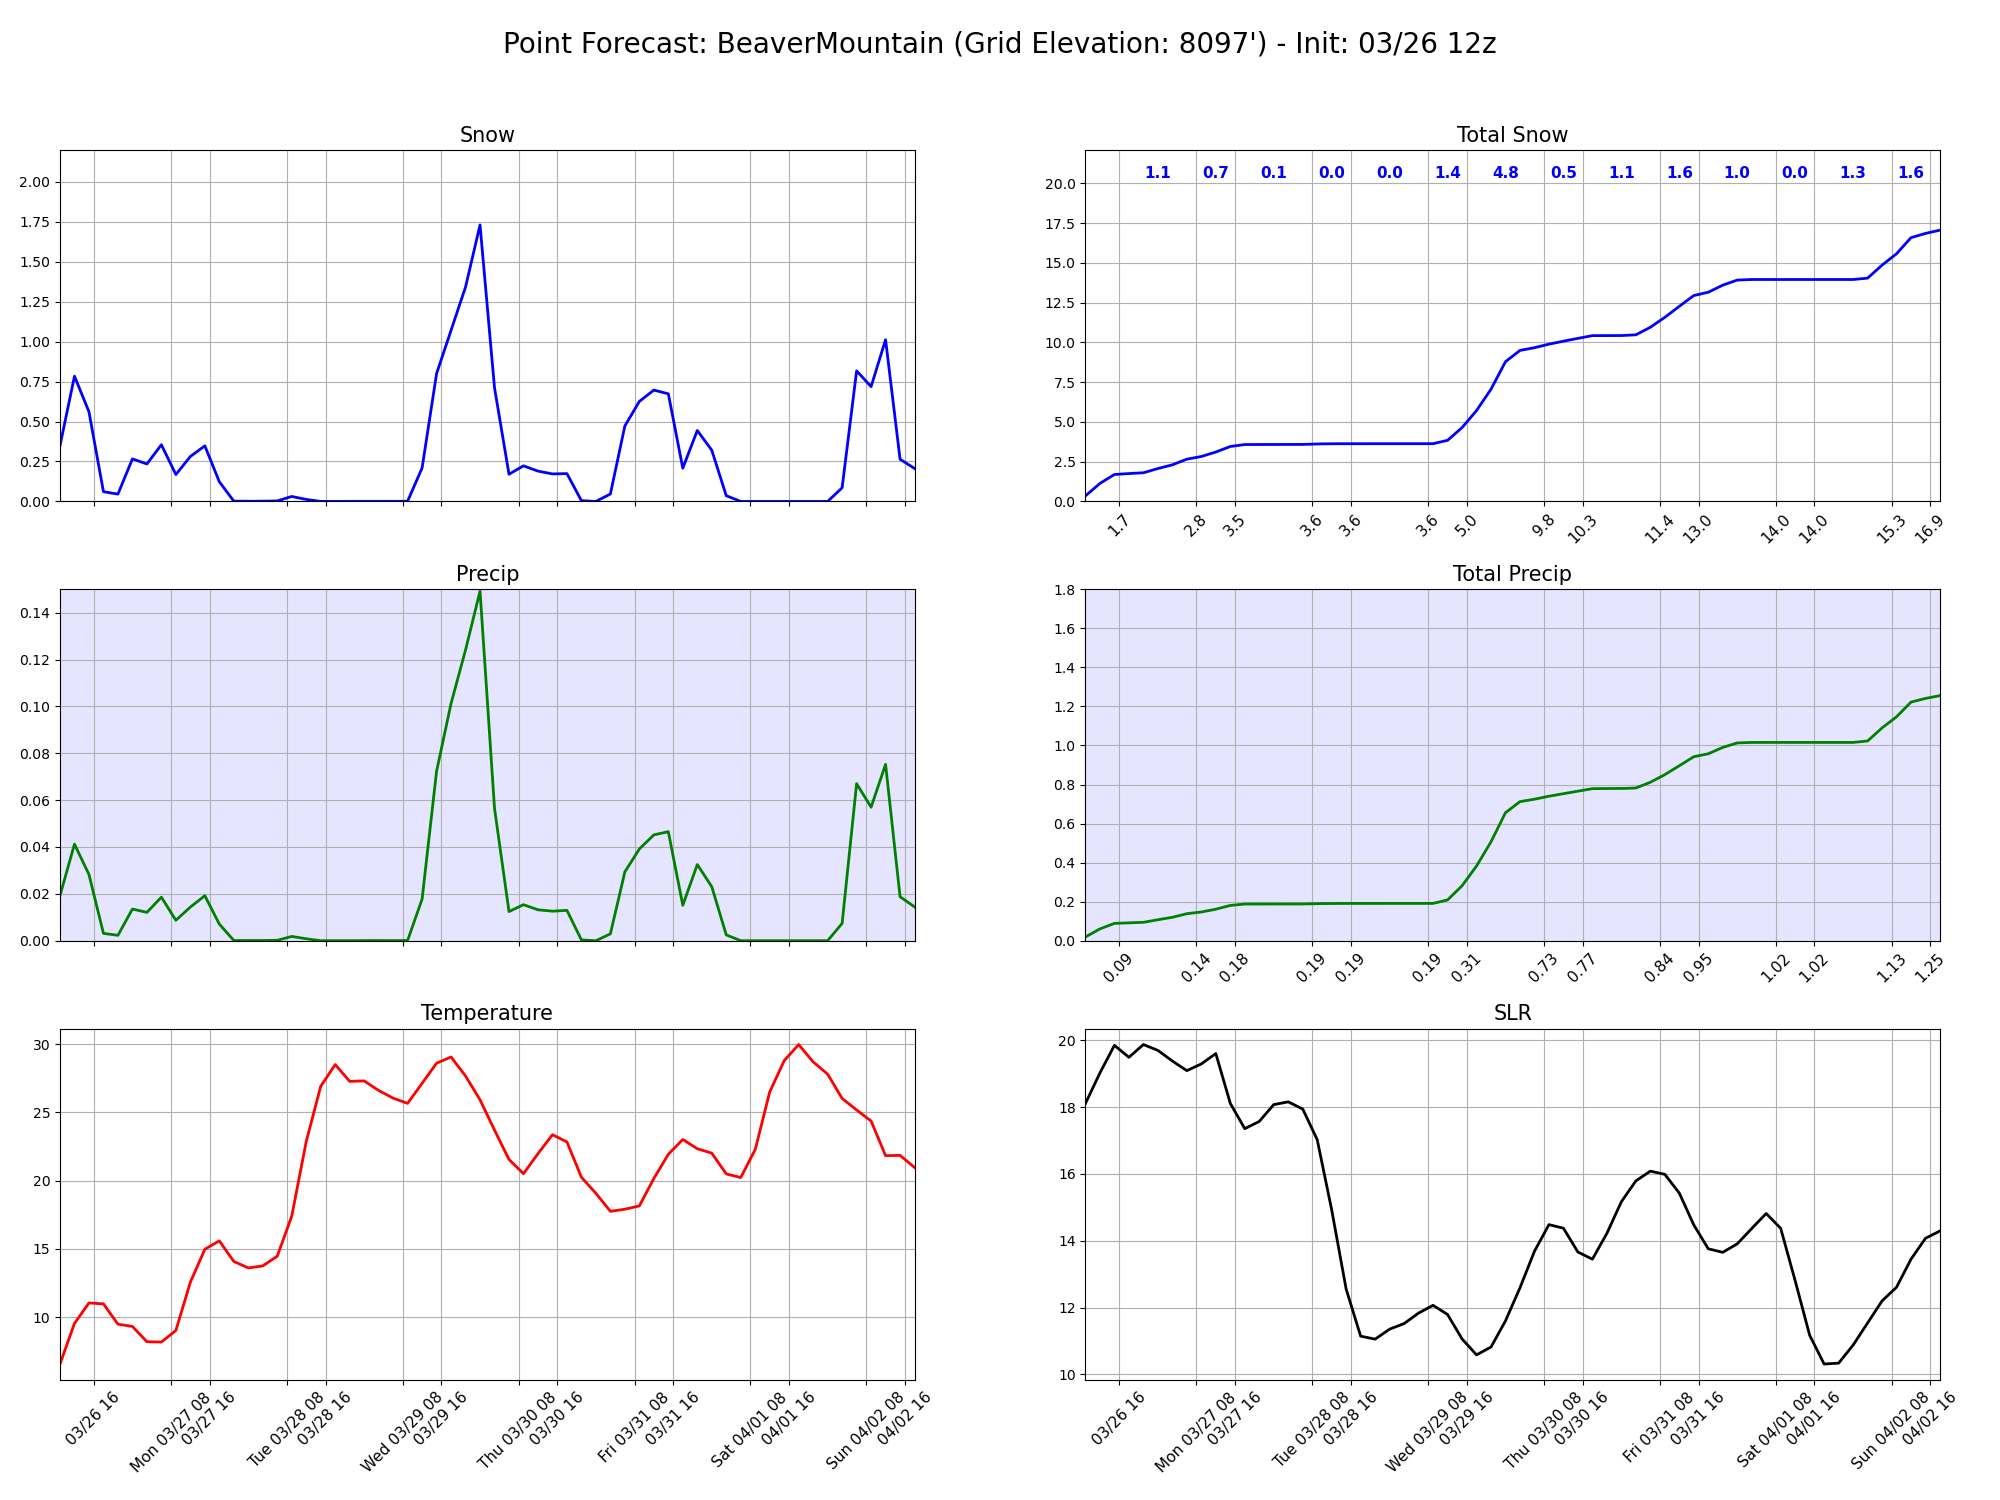 Point Forecast: BeaverMountain (Grid Elevation: 8097') - Init: 03/26 12z
Snow
2.00
1.75
1.50
1.25
1.00
0.75
0.50
0.25
0.00
Total Snow
1.1 0.7 0.1 0.0 0.0 1.4 4.8 0.5 1.1 1.6 1.0 0.0 1.3 1.6
20.0
17.5
15.0
12.5
10.0
7.5
5.0
2.5
0.0
1.7 2.8 3.5 3.6 3.6 3.6 5.0 9.8 10.3 11.4 13.0 14.0 14.0 15.3 16.9
Precip
0.14
0.12
0.10
0.08
0.06
0.04
0.02
0.00
Total Precip
1.8
1.6
1.4
1.2
1.0
0.8
0.6
0.4
0.2
0.0
0.09 0.14 0.18 0.19 0.19 0.19 0.31 0.73 0.77 0.84 0.95 1.02 1.02 1.13 1.25
Temperature
30
25
20
15
10
03/26 16
Mon 03/27 08
03/27 16
Tue 03/28 08
03/28 16
Wed 03/29 08
03/29 16
Thu 03/30 08
03/30 16
Fri 03/31 08
03/31 16
Sat 04/01 08
04/01 16
Sun 04/02 08
04/02 16
SLR
20
18
16
14
12
10
03/26 16
Mon 03/27 08
03/27 16
Tue 03/28 08
03/28 16
Wed 03/29 08
03/29 16
Thu 03/30 08
03/30 16
Fri 03/31 08
03/31 16
Sat 04/01 08
04/01 16
Sun 04/02 08
04/02 16